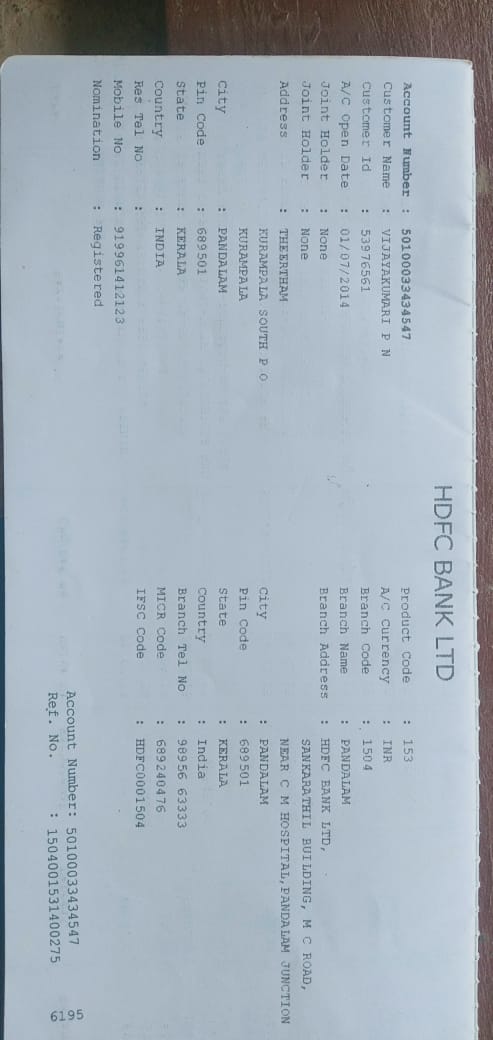 HDFC BANK LTD
Account Number : 50100033434547
Customer Name : VIJAYAKUMARI P N
Customer Id : 53976561
A/C Open Date : 01/07/2014
Joint Holder : None
Joint Holder : None
Address : THEERTHAM
KURAMPALA SOUTH P O
KURAMPALA
City : PANDALAM
Pin Code : 689501
State : KERALA
Country : INDIA
Res Tel No :
Mobile No : 919961412123
Nomination : Registered
Product Code : 153
A/C Currency : INR
Branch Code : 1504
Branch Name : PANDALAM
Branch Address : HDFC BANK LTD,
SANKARATHIL BUILDING, M C ROAD,
NEAR C M HOSPITAL,PANDALAM JUNCTION
City : PANDALAM
Pin Code : 689501
State : KERALA
Country : India
Branch Tel No : 98956 63333
MICR Code : 689240476
IFSC Code : HDFC0001504
Account Number: 50100033434547
Ref. No. : 1504001531400275
6195